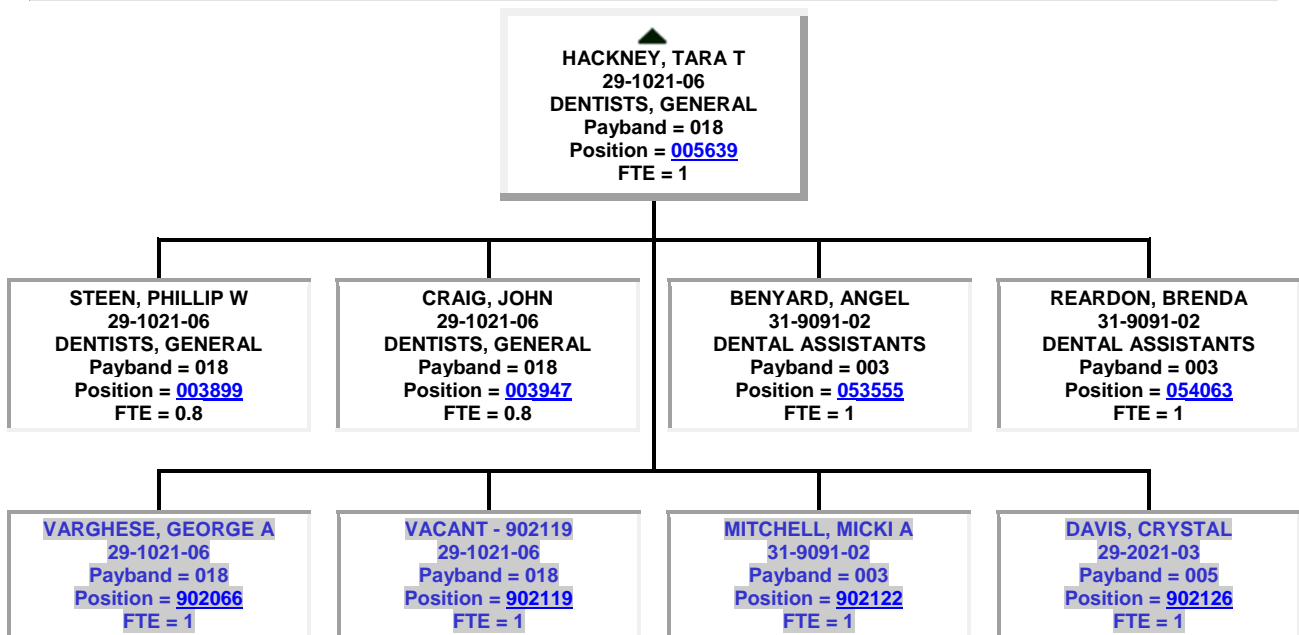 HACKNEY, TARA T
29-1021-06
DENTISTS, GENERAL
Payband = 018
Position = 005639
FTE = 1
STEEN, PHILLIP W
29-1021-06
DENTISTS, GENERAL
Payband = 018
Position = 003899
FTE = 0.8
CRAIG, JOHN
29-1021-06
DENTISTS, GENERAL
Payband = 018
Position = 003947
FTE = 0.8
BENYARD, ANGEL
31-9091-02
DENTAL ASSISTANTS
Payband = 003
Position = 053555
FTE = 1
REARDON, BRENDA
31-9091-02
DENTAL ASSISTANTS
Payband = 003
Position = 054063
FTE = 1
VARGHESE, GEORGE A
29-1021-06
Payband = 018
Position = 902066
FTE = 1
VACANT - 902119
29-1021-06
Payband = 018
Position = 902119
FTE = 1
MITCHELL, MICKI A
31-9091-02
Payband = 003
Position = 902122
FTE = 1
DAVIS, CRYSTAL
29-2021-03
Payband = 005
Position = 902126
FTE = 1